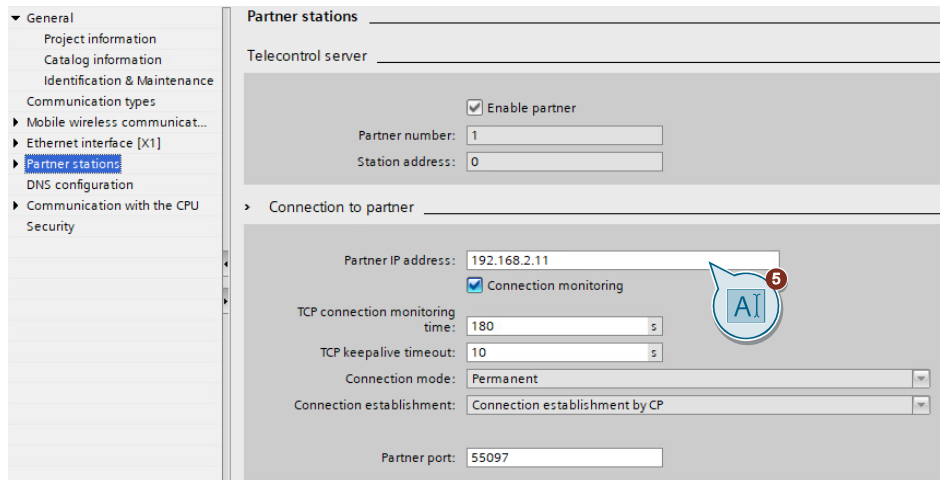 General
Project information
Catalog information
Identification & Maintenance
Communication types
Mobile wireless communicat...
Ethernet interface [X1]
Partner stations
DNS configuration
Communication with the CPU
Security
Partner stations
Telecontrol server
Enable partner
Partner number: 1
Station address: 0
Connection to partner
Partner IP address: 192.168.2.11
Connection monitoring
5
A
TCP connection monitoring
time: 180 s
TCP keepalive timeout: 10 s
Connection mode: Permanent
Connection establishment: Connection establishment by CP
Partner port: 55097